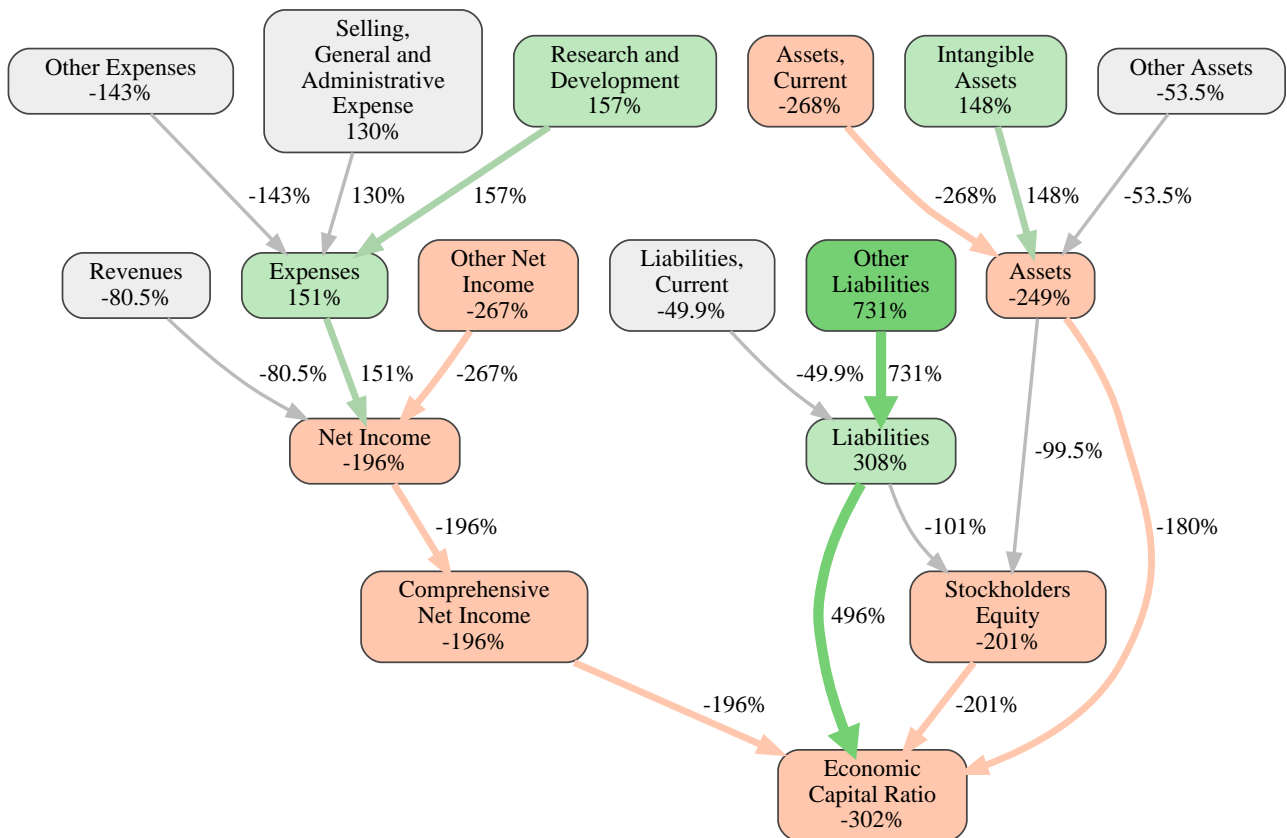 Other Expenses
-143%
Selling,
General and
Administrative
Expense
130%
Research and
Development
157%
Assets,
Current
-268%
Intangible
Assets
148%
Other Assets
-53.5%
-143%
130%
157%
-268%
148%
-53.5%
Revenues
-80.5%
Expenses
151%
Other Net
Income
-267%
Liabilities,
Current
-49.9%
Other
Liabilities
731%
Assets
-249%
-80.5%
151%
-267%
-49.9%
731%
Net Income
-196%
Liabilities
308%
-99.5%
-196%
-101%
-180%
Comprehensive
Net Income
-196%
496%
Stockholders
Equity
-201%
-196%
-201%
Economic
Capital Ratio
-302%